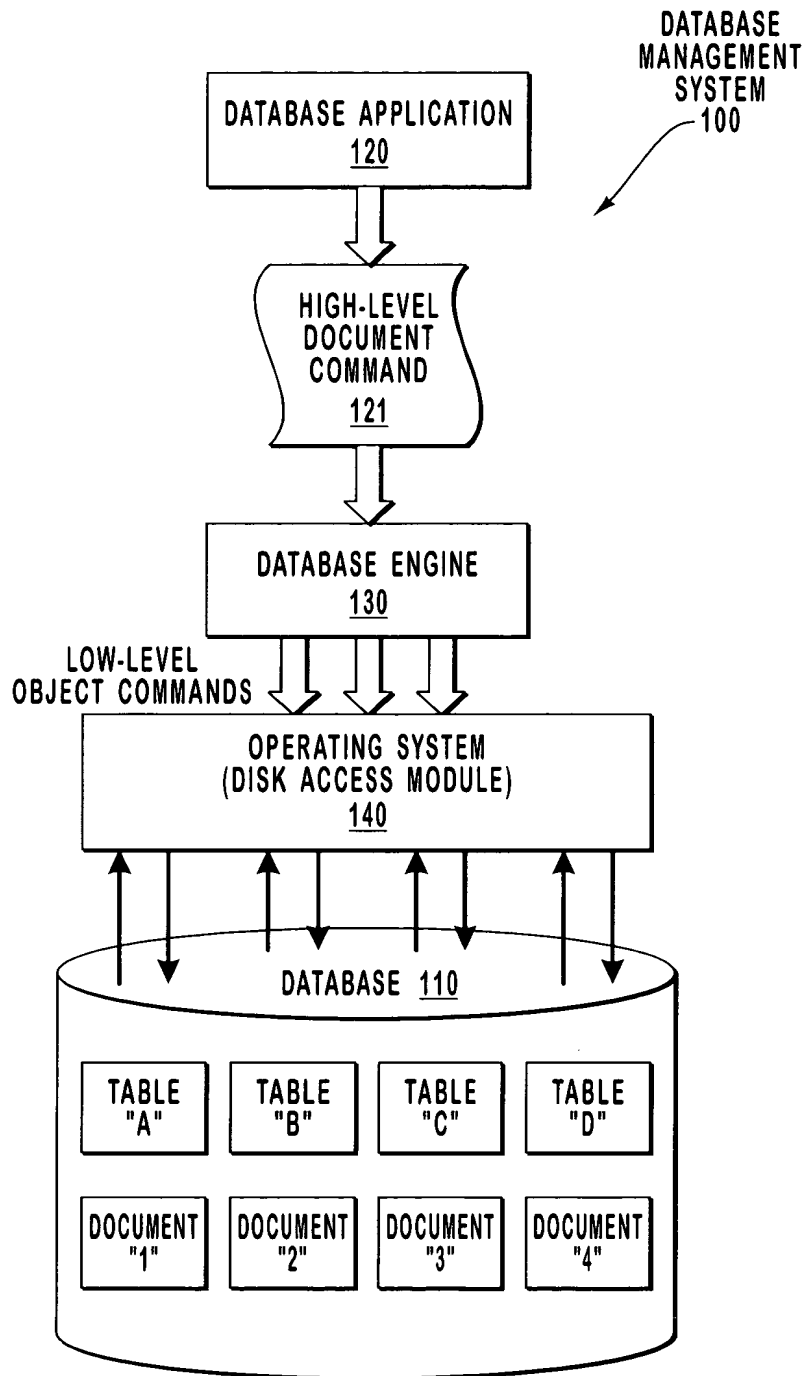 DATABASE
MANAGEMENT
SYSTEM
100
DATABASE APPLICATION
120
HIGH-LEVEL
DOCUMENT
COMMAND
121
DATABASE ENGINE
130
LOW-LEVEL
OBJECT COMMANDS
OPERATING SYSTEM
(DISK ACCESS MODULE)
140
DATABASE 110
TABLE
"A"
TABLE
"B"
TABLE
"C"
TABLE
"D"
DOCUMENT
"1"
DOCUMENT
"2"
DOCUMENT
"3"
DOCUMENT
"4"